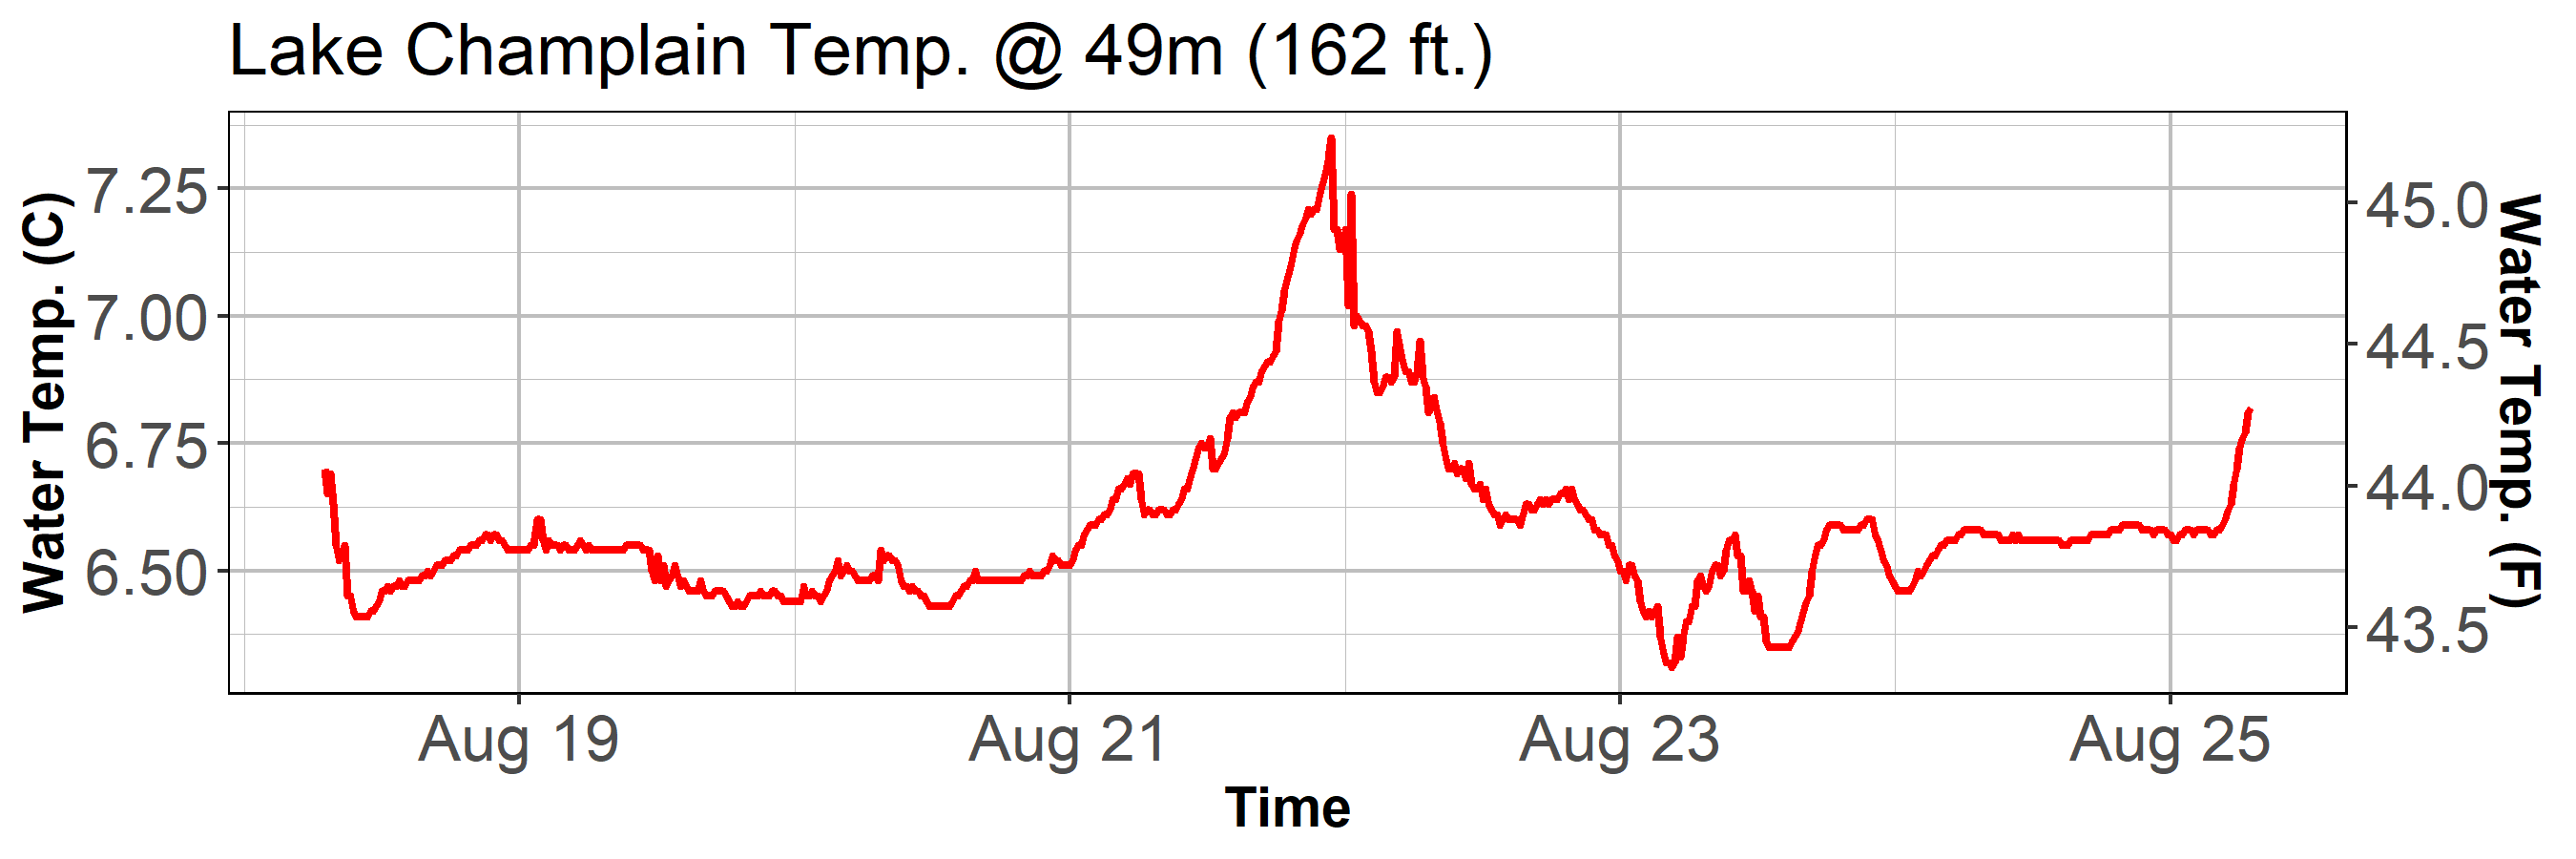 Lake Champlain Temp. @ 49m (162 ft.)
Water Temp. (C)
7.25
7.00
6.75
6.50
45.0
44.5
44.0
43.5
Water Temp. (F)
Aug 19
Aug 21
Aug 23
Aug 25
Time